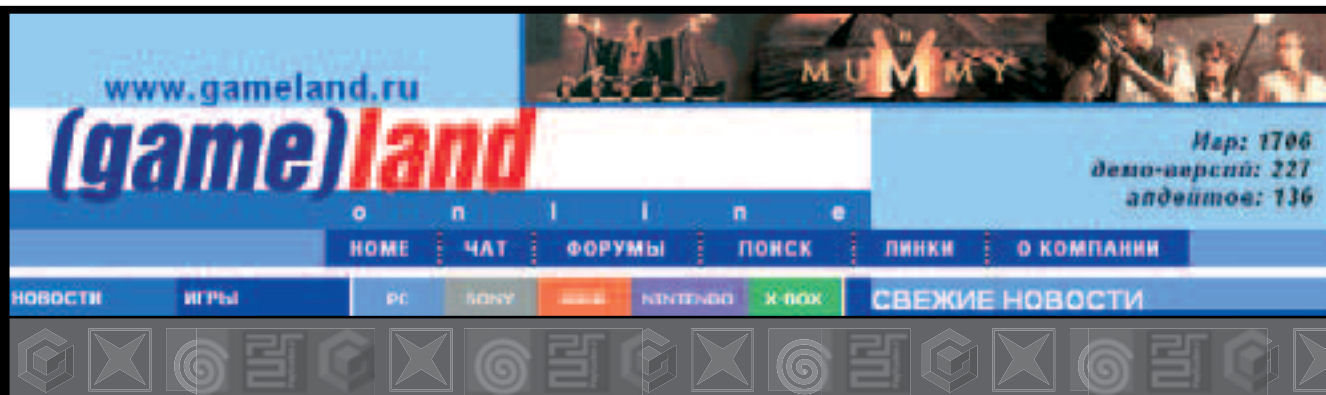 www.gameland.ru
MUMMY
(game)land
online
Игр: 1706
демо-версий: 227
апдейтов: 136
HOME ЧАТ ФОРУМЫ ПОИСК ЛИНКИ О КОМПАНИИ
НОВОСТИ ИГРЫ PC SONY NINTENDO X-BOX СВЕЖИЕ НОВОСТИ